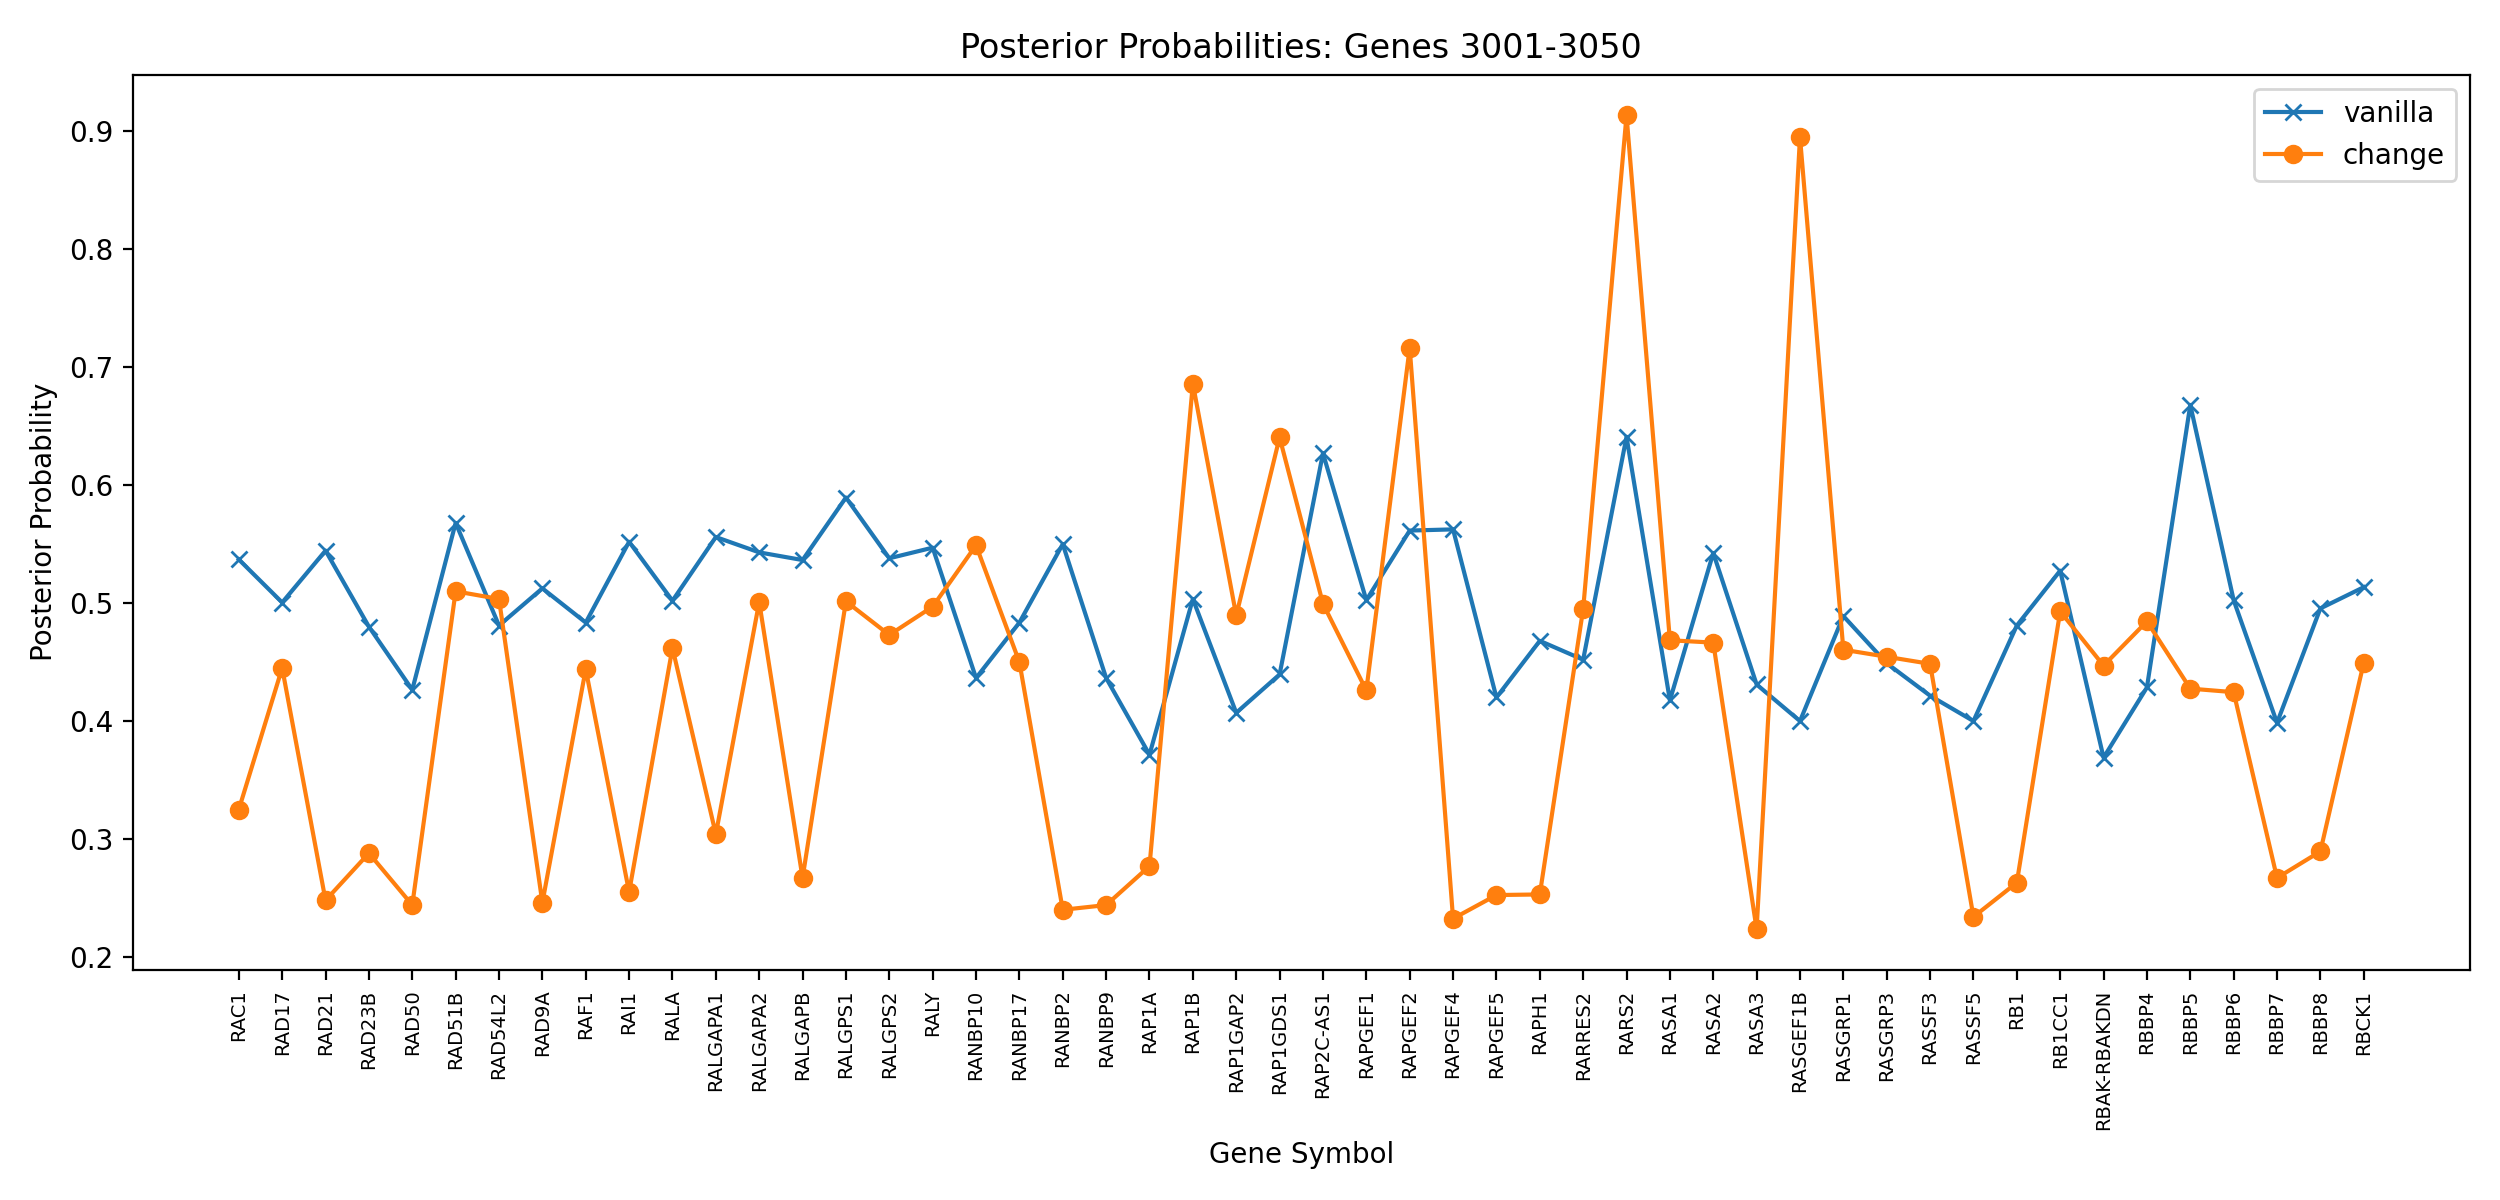 Posterior Probabilities: Genes 3001-3050
vanilla
change
Posterior Probability
0.9
0.8
0.7
0.6
0.5
0.4
0.3
0.2
RAC1
RAD17
RAD21
RAD23B
RAD50
RAD51B
RAD54L2
RAD9A
RAF1
RAI1
RALA
RALGAPA1
RALGAPA2
RALGAPB
RALGPS1
RALGPS2
RALY
RANBP10
RANBP17
RANBP2
RANBP9
RAP1A
RAP1B
RAP1GAP2
RAP1GDS1
RAP2C-AS1
RAPGEF1
RAPGEF2
RAPGEF4
RAPGEF5
RAPH1
RARRES2
RARS2
RASA1
RASA2
RASA3
RASGEF1B
RASGRP1
RASGRP3
RASSF3
RASSF5
RB1
RB1CC1
RBAK-RBAKDN
RBBP4
RBBP5
RBBP6
RBBP7
RBBP8
RBCK1
Gene Symbol